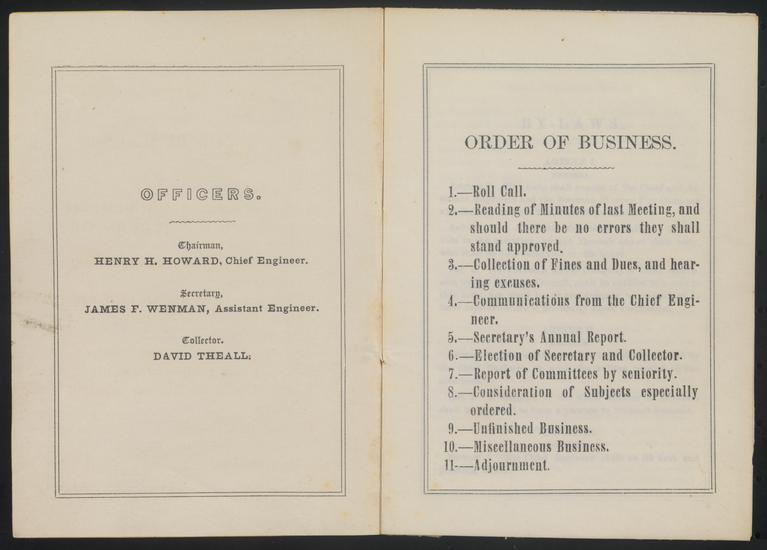 OFFICERS.
Chairman,
HENRY H. HOWARD, Chief Engineer.
Secretary,
JAMES F. WENMAN, Assistant Engineer.
Collector.
DAVID THEALL.
ORDER OF BUSINESS.
1.—Roll Call.
2.—Reading of Minutes of last Meeting, and
should there be no errors they shall
stand approved.
3.—Collection of Fines and Dues, and hear-
ing excuses.
4.—Communications from the Chief Engi-
neer.
5.—Secretary's Annual Report.
6.—Election of Secretary and Collector.
7.—Report of Committees by seniority.
8.—Consideration of Subjects especially
ordered.
9.—Unfinished Business.
10.—Miscellaneous Business.
11-—Adjournment.